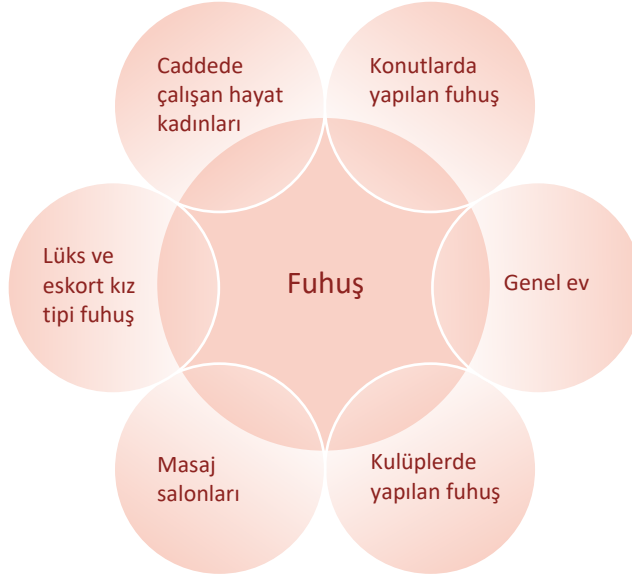 Caddede
çalışan hayat
kadınları
Konutlarda
yapılan fuhuş
Lüks ve
eskort kız
tipi fuhuş
Fuhuş
Genel ev
Masaj
salonları
Kulüplerde
yapılan fuhuş